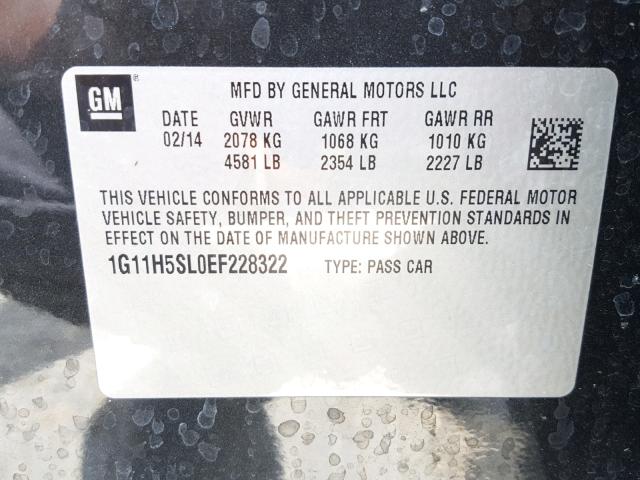 GM ® MFD BY GENERAL MOTORS LLC
DATE GVWR GAWR FRT GAWR RR
02/14 2078 KG 1068 KG 1010 KG
4581 LB 2354 LB 2227 LB
THIS VEHICLE CONFORMS TO ALL APPLICABLE U.S. FEDERAL MOTOR
VEHICLE SAFETY, BUMPER, AND THEFT PREVENTION STANDARDS IN
EFFECT ON THE DATE OF MANUFACTURE SHOWN ABOVE.
1G11H5SL0EF228322 TYPE: PASS CAR